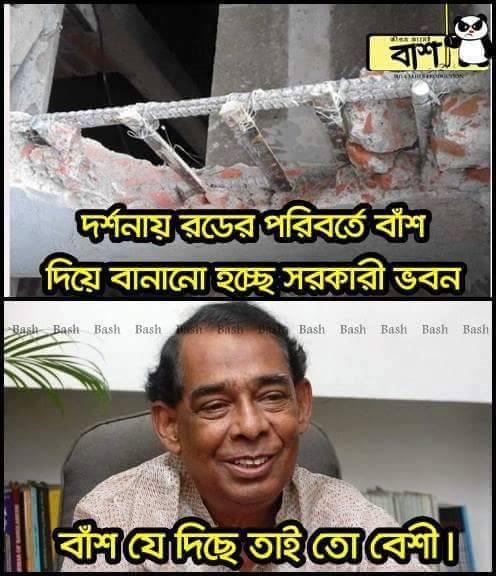 বাঁশ
দর্শনায় রডের পরিবর্তে বাঁশ
দিয়ে বানানো হচ্ছে সরকারী ভবন
Bash Bash Bash Bash Bash Bash Bash Bash Bash Bash Bash Bash
বাঁশ যে দিছে তাই তো বেশী।